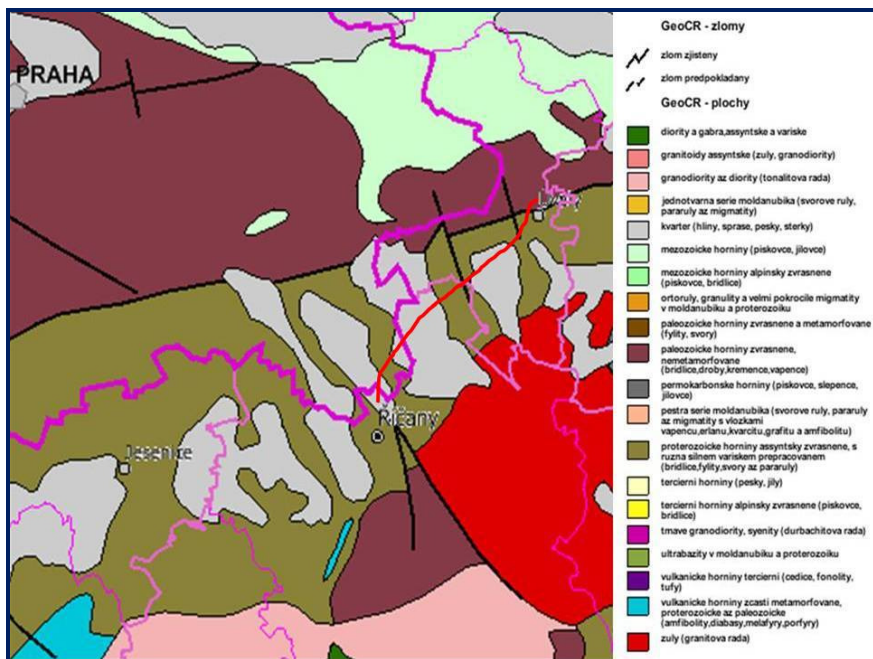 PRAHA
Říčany
Jesenice
GeoCR - zlomy
zlom zjisteny
zlom predpokladany
GeoCR - plochy
diority a gabra,assyntske a variske
granitoidy assyntske (zuly, granodiority)
granodiority az diority (tonalitova rada)
jednotvarna serie moldanubika (svorove ruly,
pararuly az migmatity)
kvarter (hliny, sprase, pesky, sterky)
mezozoicke horniny (piskovce, jilovce)
mezozoicke horniny alpinsky zvrasnene
(piskovce, bridlice)
ortoruly, granulity a velmi pokrocile migmatity
v moldanubiku a proterozoiku
paleozoicke horniny zvrasnene a metamorfovane
(fylity, svory)
paleozoicke horniny zvrasnene,
nemetamorfovane
(bridlice,droby,kremence,vapence)
permokarbonske horniny (piskovce, slepence,
jilovce)
pestra serie moldanubika (svorove ruly, pararuly
az migmatity s vlozkami
vapencu,erlanu,kvarcitu,grafitu a amfibolitu)
proterozoicke horniny assyntsky zvrasnene, s
ruzna silnem variskem prepracovanem
(bridlice,fylity,svory az pararuly)
tercierni horniny (pesky, jily)
tercierni horniny alpinsky zvrasnene (piskovce,
bridlice)
tmave granodiority, syenity (durbachitova rada)
ultrabazity v moldanubiku a proterozoiku
vulkanicke horniny tercierni (cedice, fonolity,
tufy)
vulkanicke horniny zcasti metamorfovane,
proterozoicke az paleozoicke
(amfibolity,diabasy,melafyry,porfyry)
zuly (granitova rada)